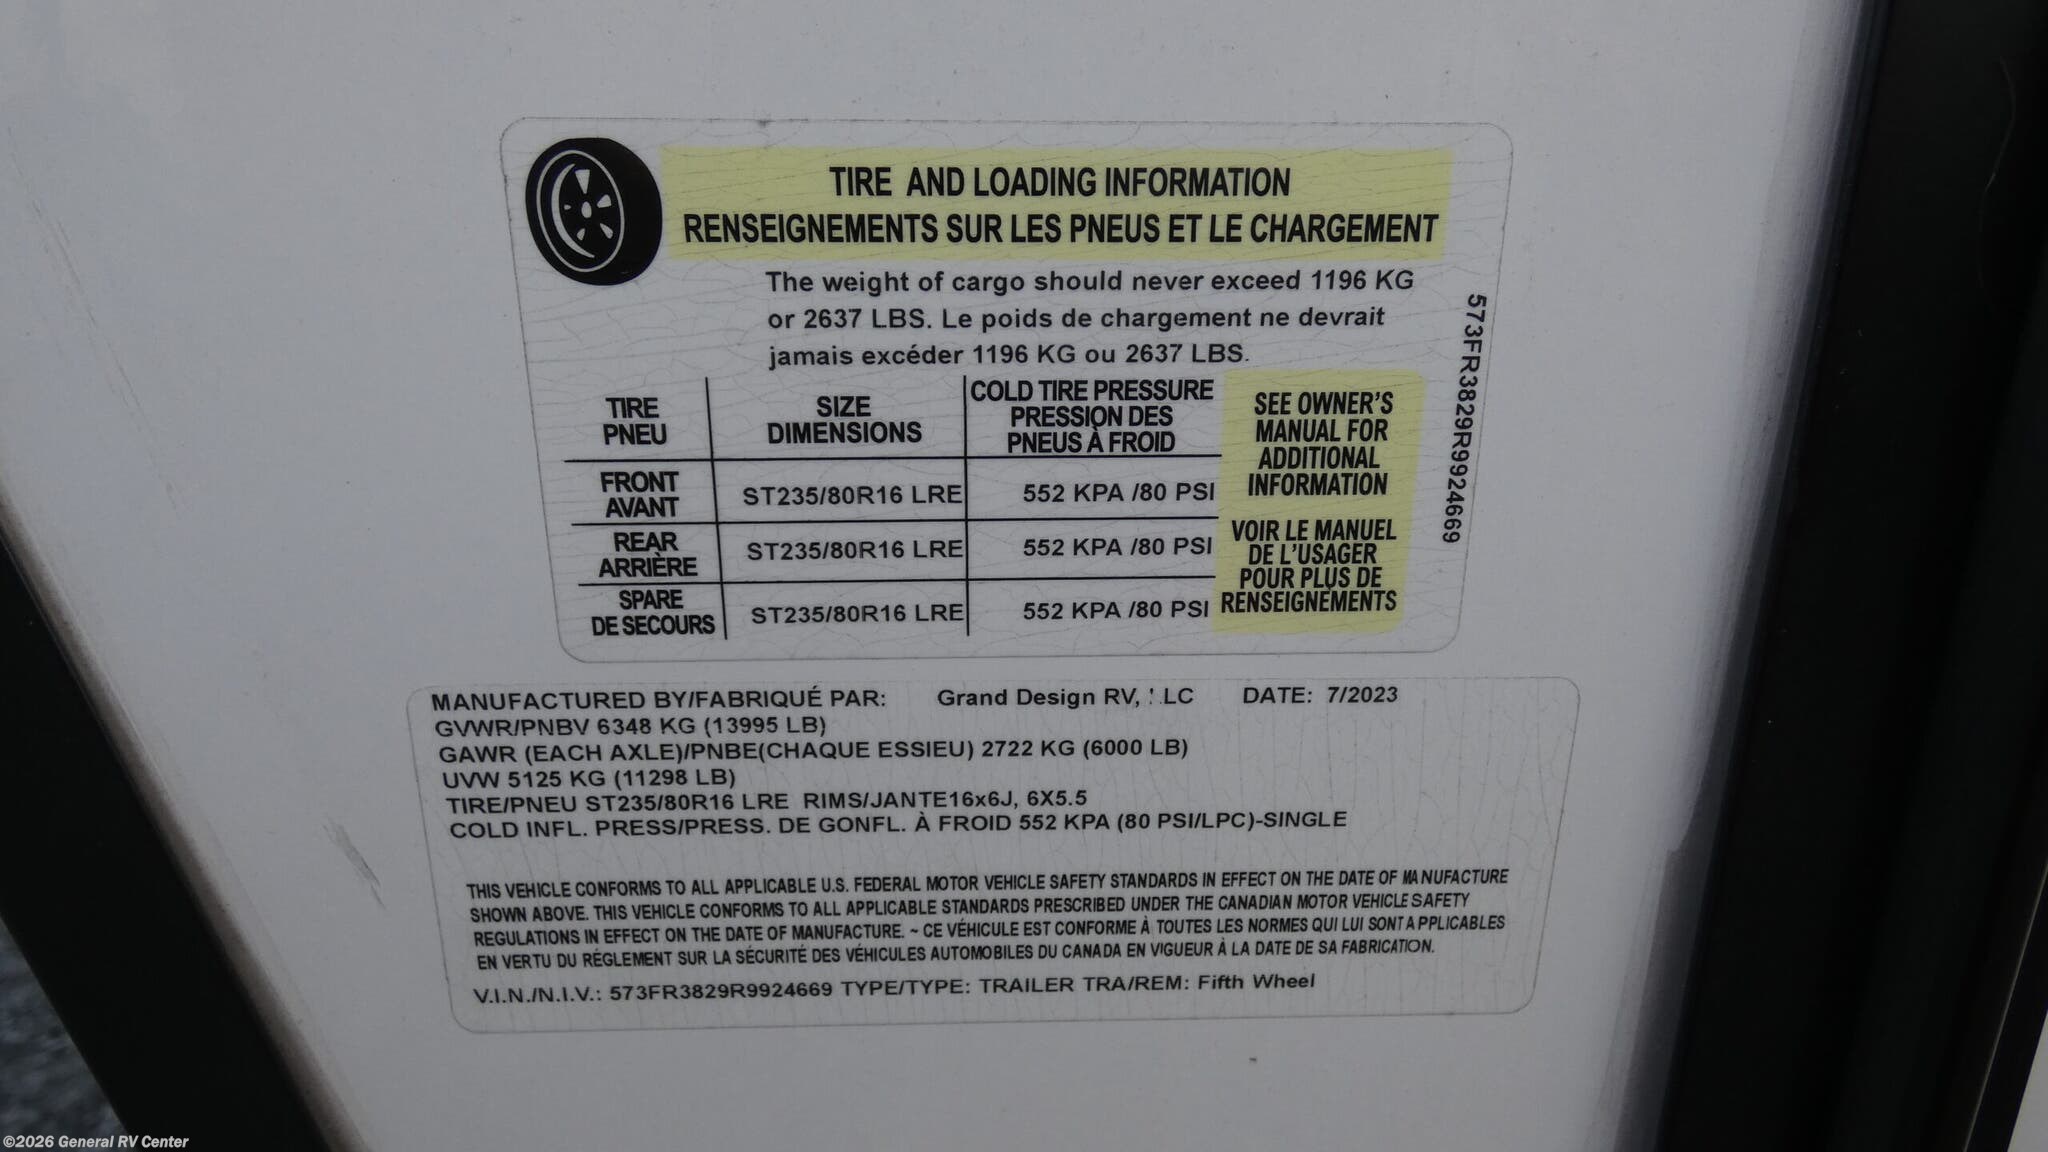 TIRE AND LOADING INFORMATION
RENSEIGNEMENTS SUR LES PNEUS ET LE CHARGEMENT
The weight of cargo should never exceed 1196 KG
or 2637 LBS. Le poids de chargement ne devrait
jamais excéder 1196 KG ou 2637 LBS.
TIRE
PNEU
SIZE
DIMENSIONS
COLD TIRE PRESSURE
PRESSION DES
PNEUS À FROID
FRONT
AVANT
ST235/80R16 LRE
552 KPA /80 PSI
REAR
ARRIÈRE
ST235/80R16 LRE
552 KPA /80 PSI
SPARE
DE SECOURS
ST235/80R16 LRE
552 KPA /80 PSI
SEE OWNER'S
MANUAL FOR
ADDITIONAL
INFORMATION
VOIR LE MANUEL
DE L'USAGER
POUR PLUS DE
RENSEIGNEMENTS
573FR3829R9924669
MANUFACTURED BY/FABRIQUÉ PAR: Grand Design RV, LLC DATE: 7/2023
GVWR/PNBV 6348 KG (13995 LB)
GAWR (EACH AXLE)/PNBE(CHAQUE ESSIEU) 2722 KG (6000 LB)
UVW 5125 KG (11298 LB)
TIRE/PNEU ST235/80R16 LRE RIMS/JANTE16x6J, 6X5.5
COLD INFL. PRESS/PRESS. DE GONFL. À FROID 552 KPA (80 PSI/LPC)-SINGLE
THIS VEHICLE CONFORMS TO ALL APPLICABLE U.S. FEDERAL MOTOR VEHICLE SAFETY STANDARDS IN EFFECT ON THE DATE OF MANUFACTURE
SHOWN ABOVE. THIS VEHICLE CONFORMS TO ALL APPLICABLE STANDARDS PRESCRIBED UNDER THE CANADIAN MOTOR VEHICLE SAFETY
REGULATIONS IN EFFECT ON THE DATE OF MANUFACTURE. ~ CE VÉHICULE EST CONFORME À TOUTES LES NORMES QUI LUI SONT APPLICABLES
EN VERTU DU RÉGLEMENT SUR LA SÉCURITÉ DES VÉHICULES AUTOMOBILES DU CANADA EN VIGUEUR À LA DATE DE SA FABRICATION.
V.I.N./N.I.V.: 573FR3829R9924669 TYPE/TYPE: TRAILER TRA/REM: Fifth Wheel
©2026 General RV Center